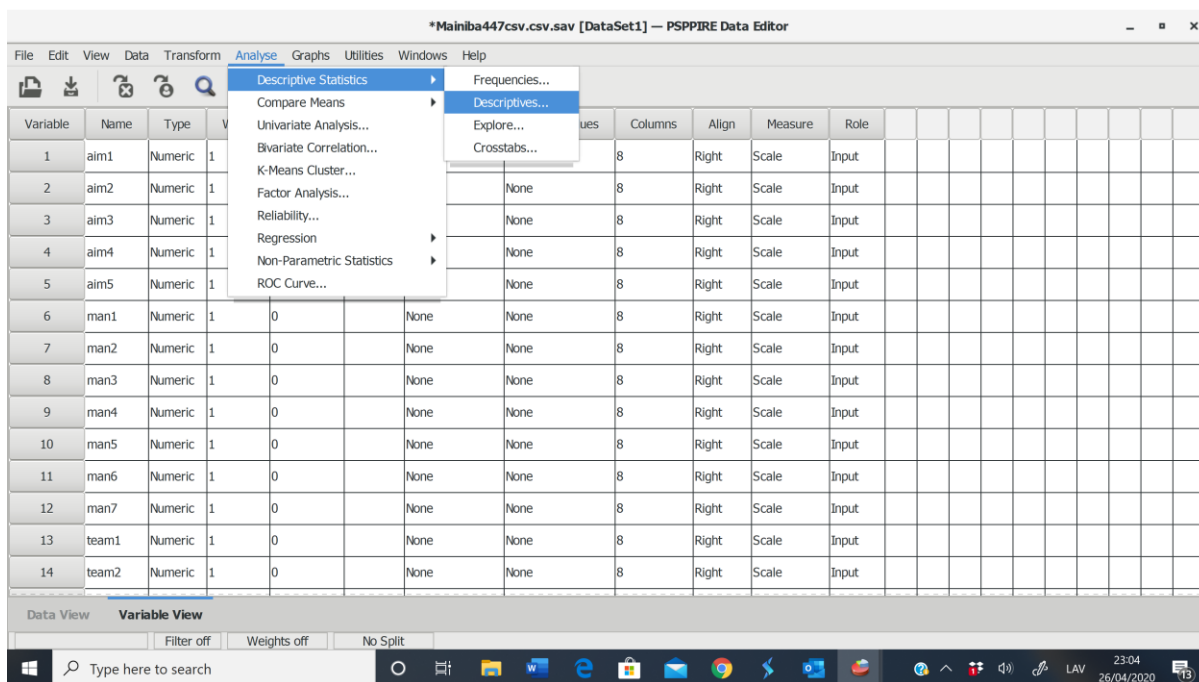 *Mainiba447csv.csv.sav [DataSet1] — PSPPIRE Data Editor
File Edit View Data Transform Analyse Graphs Utilities Windows Help
Descriptive Statistics
Compare Means
Univariate Analysis...
Bivariate Correlation...
K-Means Cluster...
Factor Analysis...
Reliability...
Regression
Non-Parametric Statistics
ROC Curve...
Frequencies...
Descriptives...
Explore...
Crosstabs...
Variable Name Type W ues Columns Align Measure Role
1 aim1 Numeric 1 8 Right Scale Input
2 aim2 Numeric 1 None 8 Right Scale Input
3 aim3 Numeric 1 None 8 Right Scale Input
4 aim4 Numeric 1 None 8 Right Scale Input
5 aim5 Numeric 1 None 8 Right Scale Input
6 man1 Numeric 1 0 None None 8 Right Scale Input
7 man2 Numeric 1 0 None None 8 Right Scale Input
8 man3 Numeric 1 0 None None 8 Right Scale Input
9 man4 Numeric 1 0 None None 8 Right Scale Input
10 man5 Numeric 1 0 None None 8 Right Scale Input
11 man6 Numeric 1 0 None None 8 Right Scale Input
12 man7 Numeric 1 0 None None 8 Right Scale Input
13 team1 Numeric 1 0 None None 8 Right Scale Input
14 team2 Numeric 1 0 None None 8 Right Scale Input
Data View Variable View
Filter off Weights off No Split
Type here to search LAV 23:04
26/04/2020